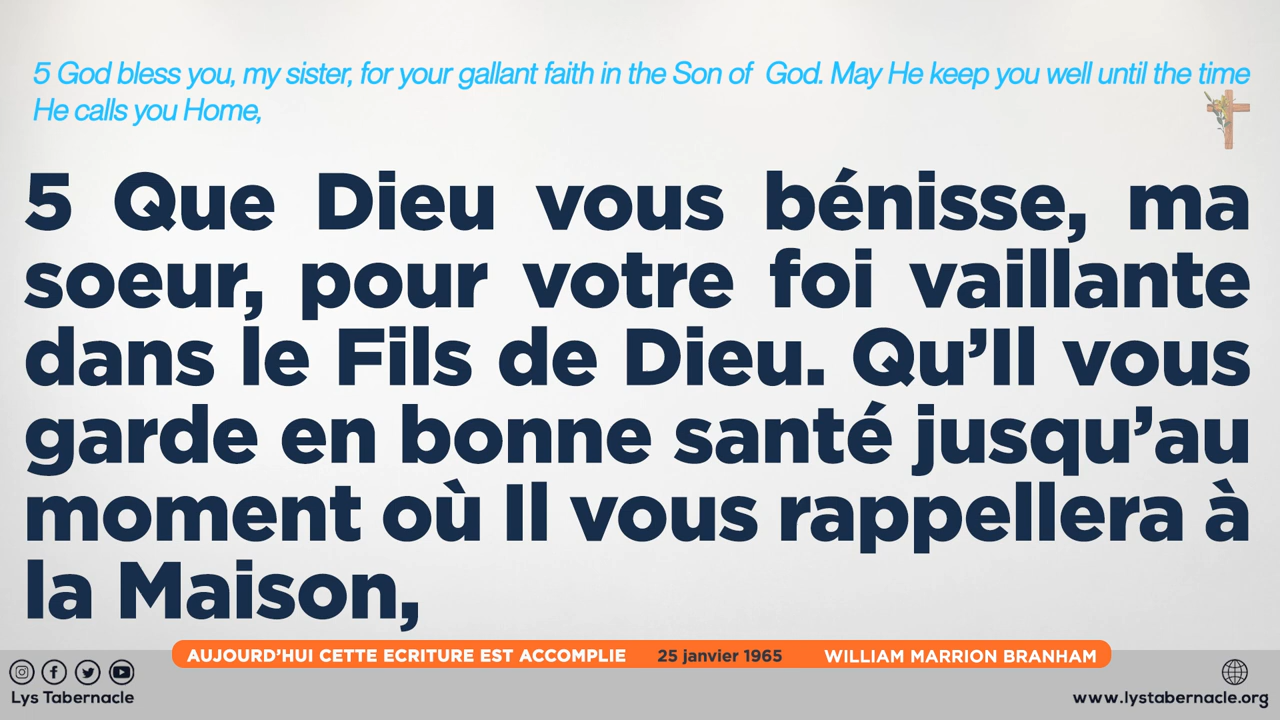 5 God bless you, my sister, for your gallant faith in the Son of God. May He keep you well until the time
He calls you Home,
5 Que Dieu vous bénisse, ma
soeur, pour votre foi vaillante
dans le Fils de Dieu. Qu’Il vous
garde en bonne santé jusqu’au
moment où Il vous rappellera à
la Maison,
AUJOURD’HUI CETTE ECRITURE EST ACCOMPLIE 25 janvier 1965 WILLIAM MARRION BRANHAM
Lys Tabernacle
www.lystabernacle.org